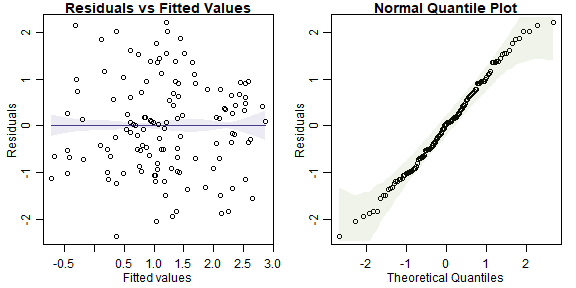 Residuals vs Fitted Values
Residuals
2
1
0
-1
-2
-0.5 0.5 1.0 1.5 2.0 2.5 3.0
Fitted values
Normal Quantile Plot
Residuals
2
1
0
-1
-2
-2 -1 0 1 2
Theoretical Quantiles